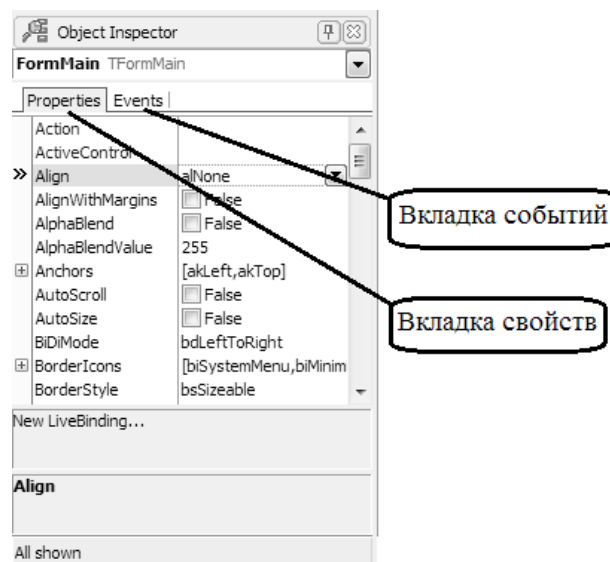 Object Inspector
FormMain TFormMain
Properties Events
Action
ActiveControl
Align alNone
AlignWithMargins False
AlphaBlend False
AlphaBlendValue 255
Anchors [akLeft,akTop]
AutoScroll False
AutoSize False
BiDiMode bdLeftToRight
BorderIcons [biSystemMenu,biMinim
BorderStyle bsSizeable
New LiveBinding...
Align
All shown
Вкладка событий
Вкладка свойств